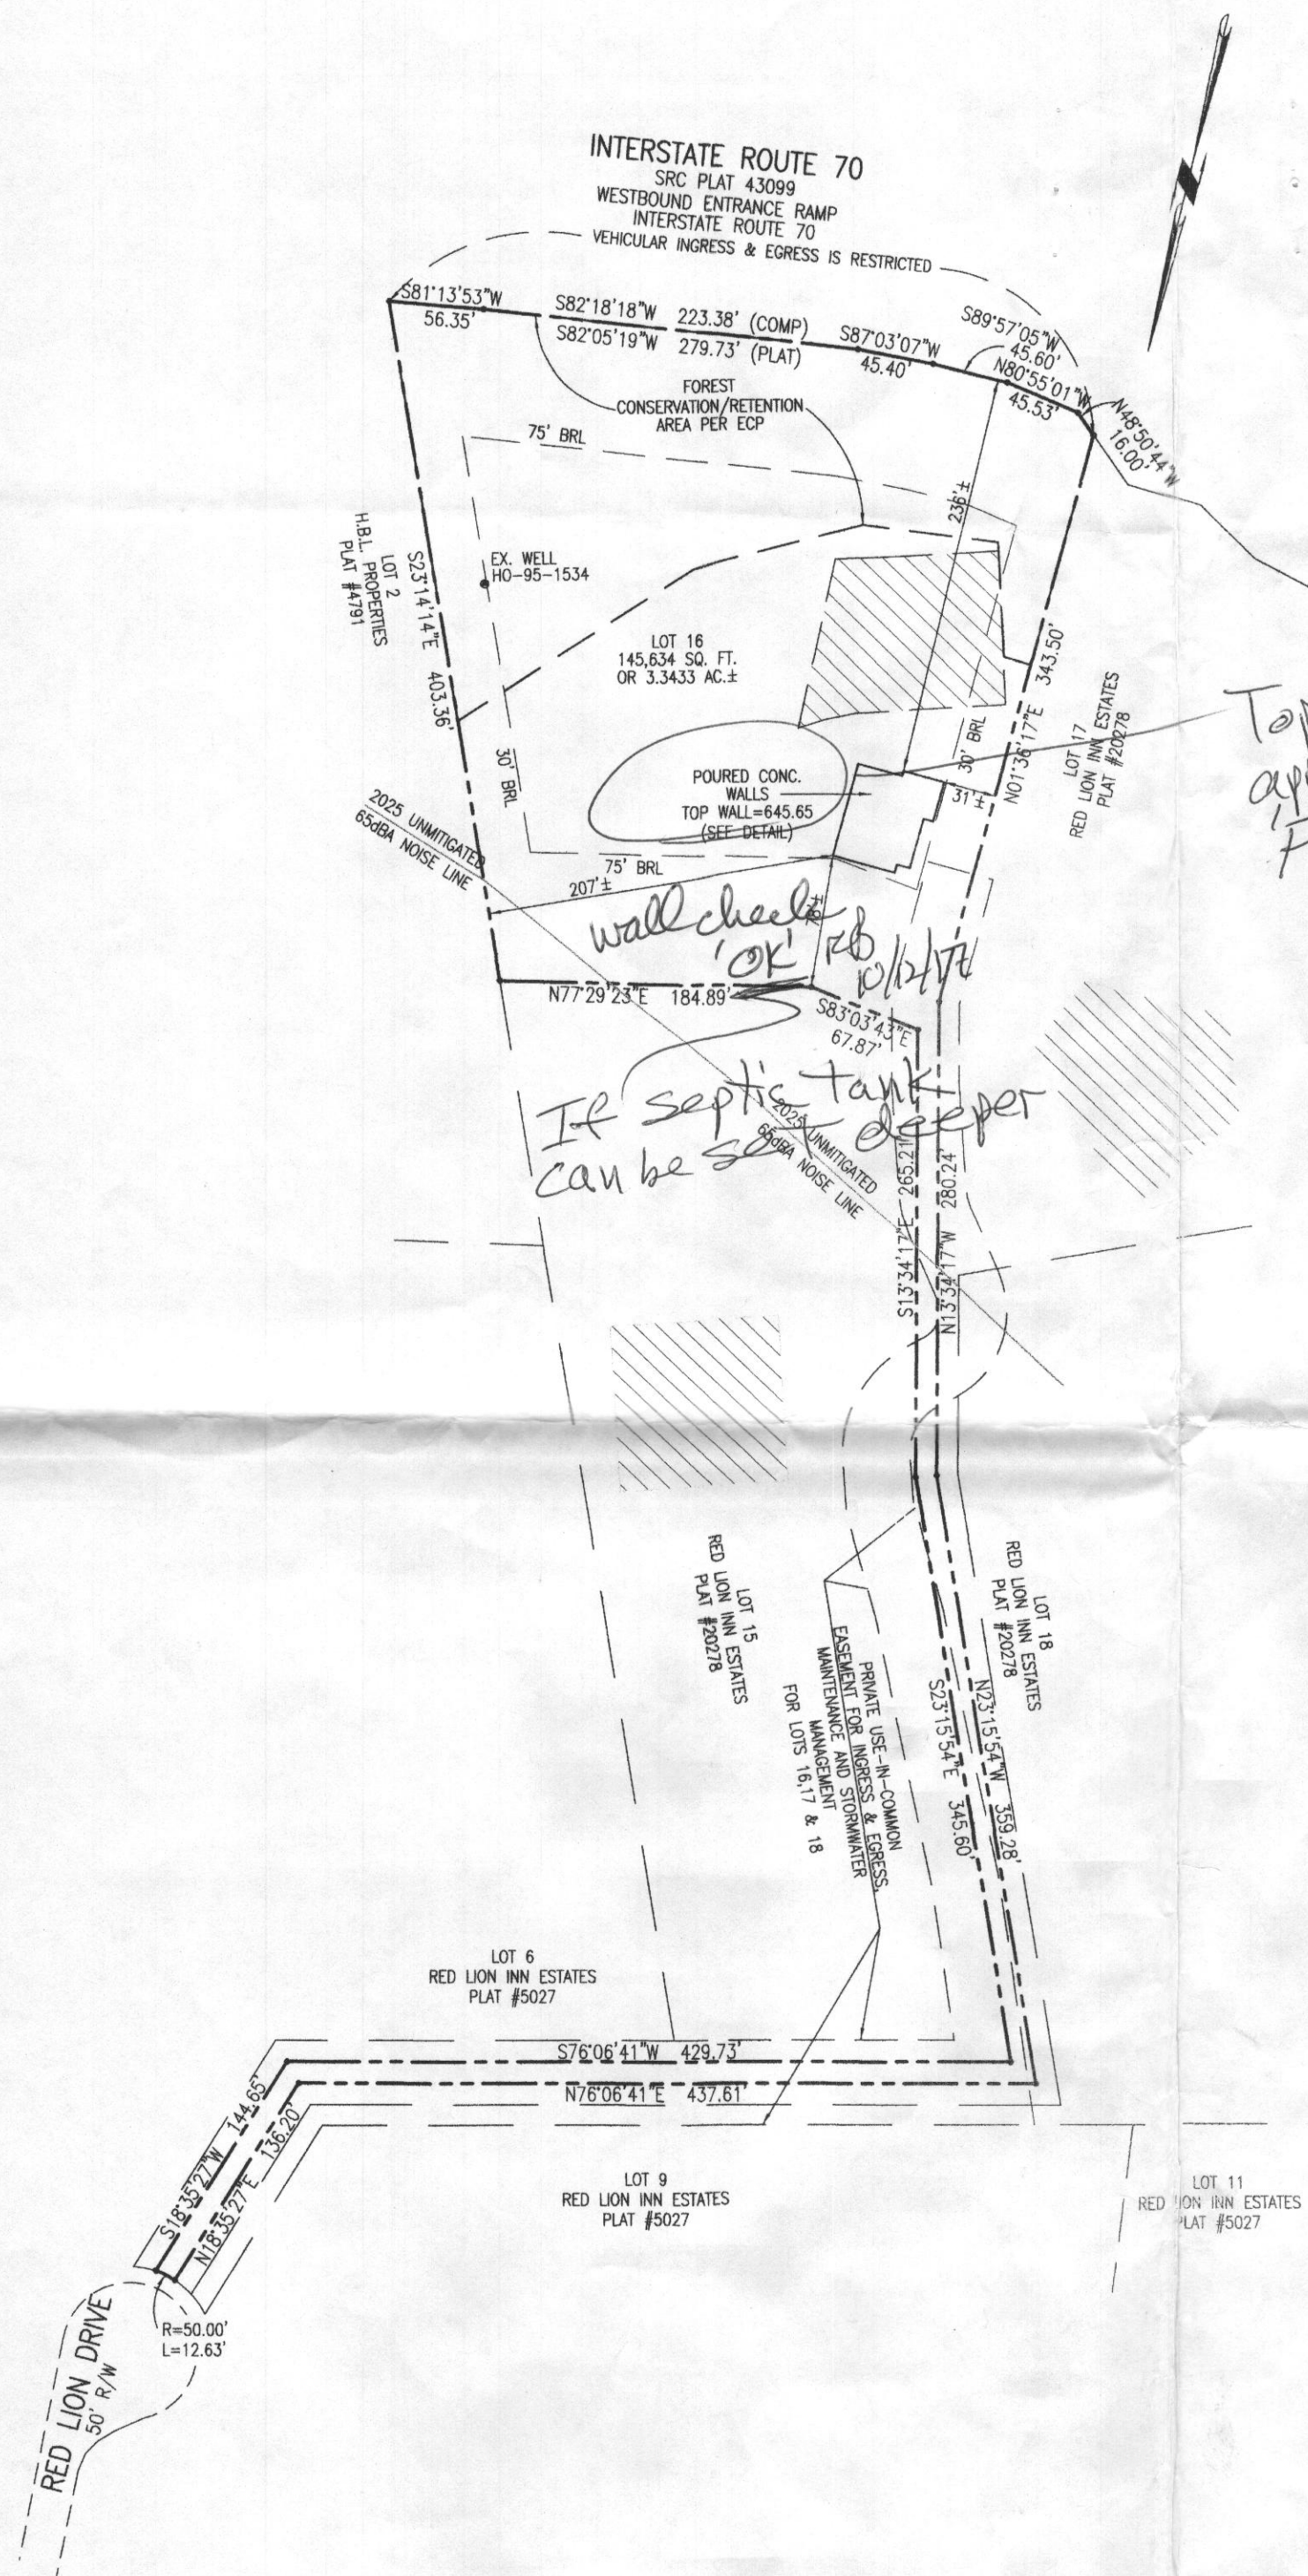 INTERSTATE ROUTE 70
SRC PLAT 43099
WESTBOUND ENTRANCE RAMP
INTERSTATE ROUTE 70
VEHICULAR INGRESS & EGRESS IS RESTRICTED
S81°13'53"W
56.35'
S82°18'18"W 223.38' (COMP)
S82°05'19"W 279.73' (PLAT)
S87°03'07"W
45.40'
S89°57'05"W
45.60'
N80°55'01"W
45.53'
N48°50'44"W
16.00'
FOREST
CONSERVATION/RETENTION
AREA PER ECP
75' BRL
236'±
EX. WELL
HO-95-1534
S23°14'14"E 403.36'
LOT 2
H.B.L. PROPERTIES
PLAT #4791
LOT 16
145,634 SQ. FT.
OR 3.3433 AC.±
N01°36'17"E 343.50'
LOT 17
RED LION INN ESTATES
PLAT #20278
30' BRL
30' BRL
31'±
POURED CONC.
WALLS
TOP WALL=645.65
(SEE DETAIL)
Top
2025 UNMITIGATED
65dBA NOISE LINE
75' BRL
207'±
wall check
'OK' RB
10/12/17
N77°29'23"E 184.89'
S83°03'43"E
67.87'
If septic tank
can be set deeper
2025 UNMITIGATED
65dBA NOISE LINE
S13°34'17"E 265.21'
N13°34'17"W 280.24'
LOT 15
RED LION INN ESTATES
PLAT #20278
LOT 18
RED LION INN ESTATES
PLAT #20278
PRIVATE USE-IN-COMMON
EASEMENT FOR INGRESS & EGRESS,
MAINTENANCE AND STORMWATER
MANAGEMENT
FOR LOTS 16,17 & 18
S23°15'54"E 345.60'
N23°15'54"W 359.28'
LOT 6
RED LION INN ESTATES
PLAT #5027
S76°06'41"W 429.73'
N76°06'41"E 437.61'
S18°35'27"W 144.65'
N18°35'27"E 136.20'
LOT 9
RED LION INN ESTATES
PLAT #5027
LOT 11
RED LION INN ESTATES
PLAT #5027
R=50.00'
L=12.63'
RED LION DRIVE
50' R/W